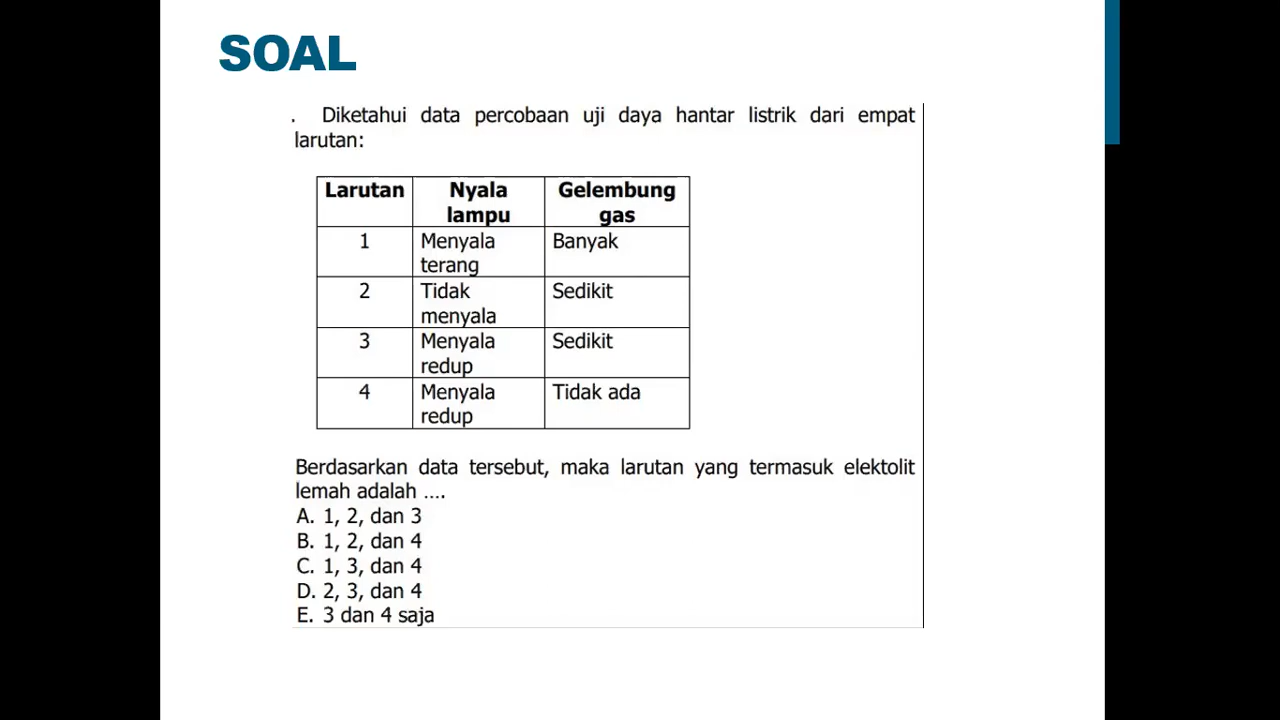 SOAL
. Diketahui data percobaan uji daya hantar listrik dari empat
larutan:
Larutan Nyala lampu Gelembung gas
1 Menyala terang Banyak
2 Tidak menyala Sedikit
3 Menyala redup Sedikit
4 Menyala redup Tidak ada
Berdasarkan data tersebut, maka larutan yang termasuk elektolit
lemah adalah ....
A. 1, 2, dan 3
B. 1, 2, dan 4
C. 1, 3, dan 4
D. 2, 3, dan 4
E. 3 dan 4 saja